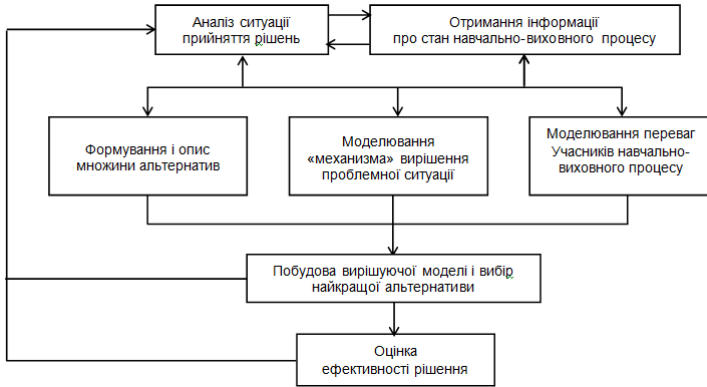 Аналіз ситуації
прийняття рішень
Отримання інформації
про стан навчально-виховного процесу
Формування і опис
множини альтернатив
Моделювання
«механизма» вирішення
проблемної ситуації
Моделювання переваг
Учасників навчально-
виховного процесу
Побудова вирішуючої моделі і вибір
найкращої альтернативи
Оцінка
ефективності рішення